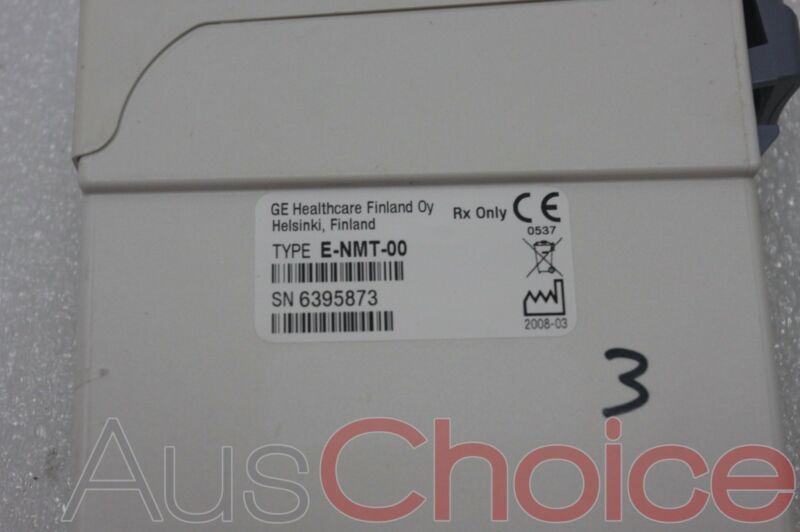 GE Healthcare Finland Oy
Helsinki, Finland
Rx Only CE
0537
TYPE E-NMT-00
SN 6395873
2008-03
3
AusChoice